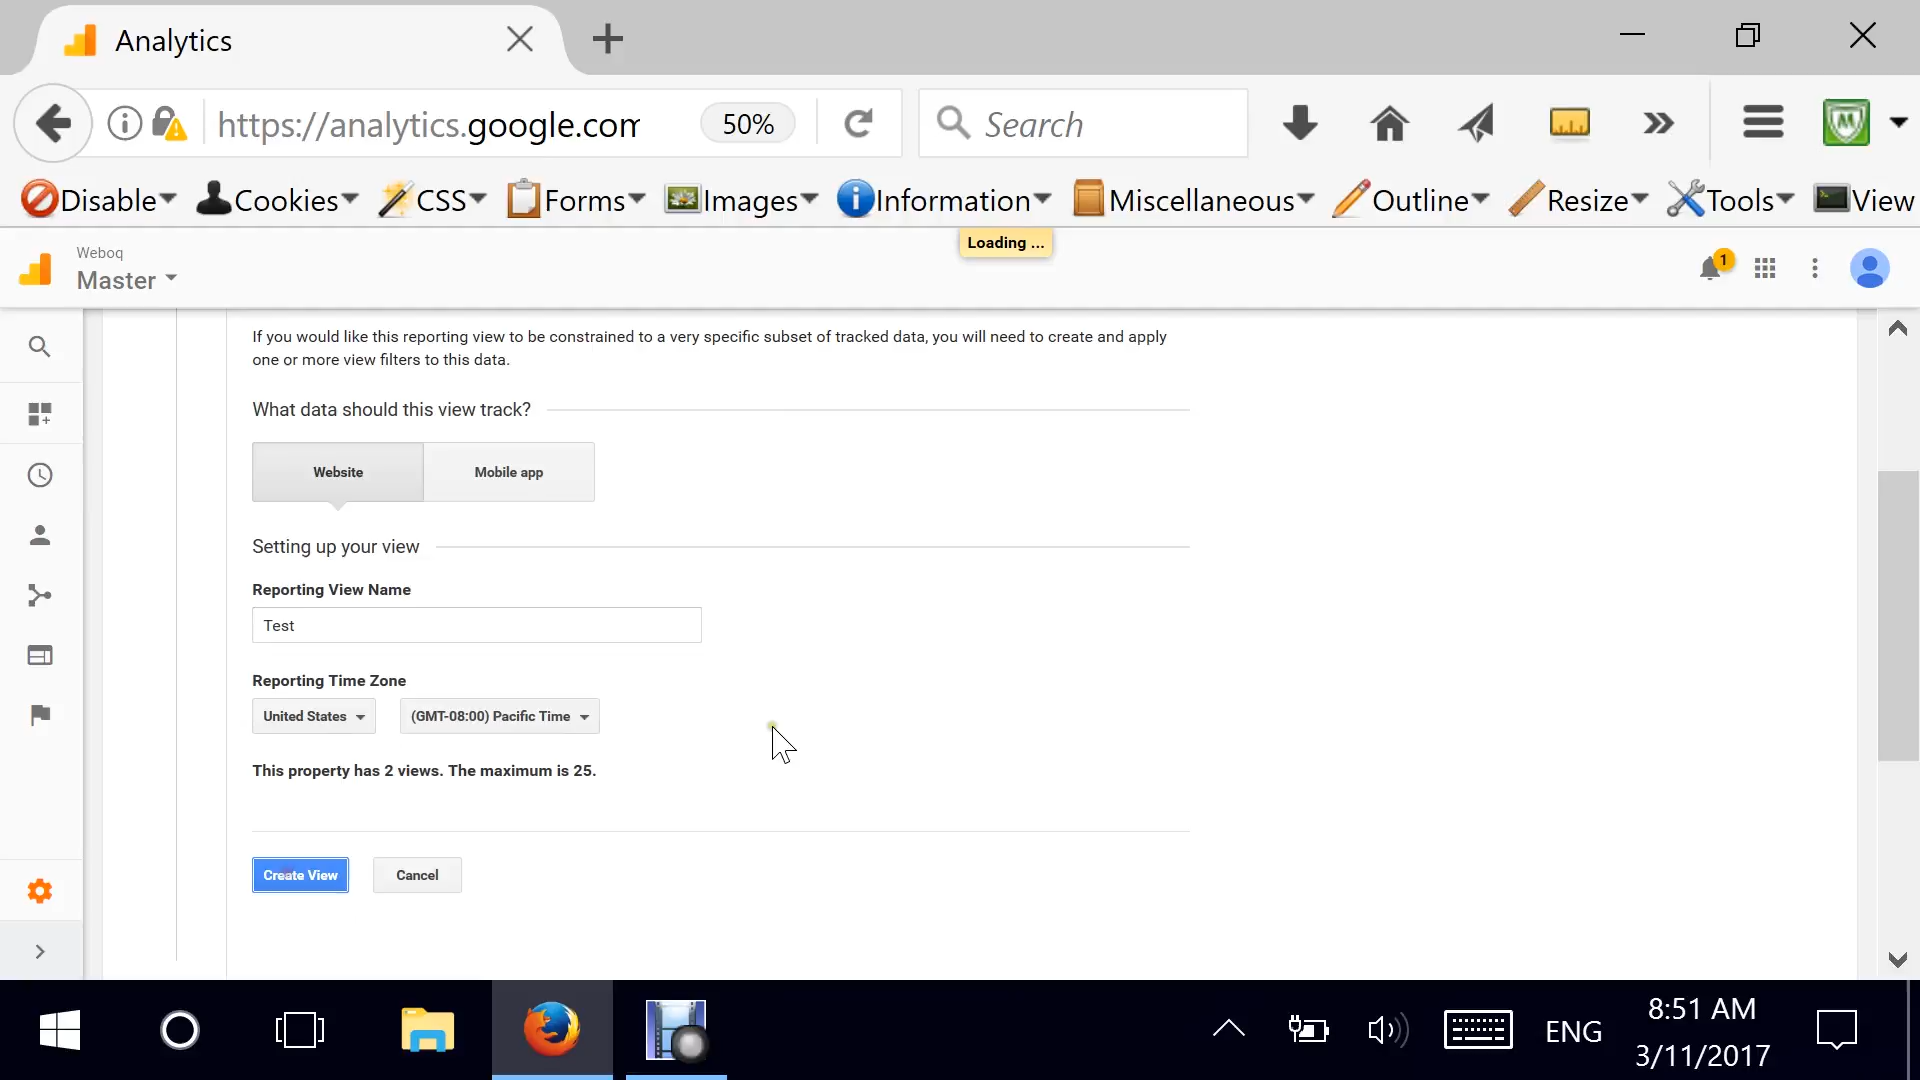 Analytics
https://analytics.google.com
50%
Search
Disable
Cookies
CSS
Forms
Images
Information
Miscellaneous
Outline
Resize
Tools
View
Loading ...
Weboq
Master
1
If you would like this reporting view to be constrained to a very specific subset of tracked data, you will need to create and apply
one or more view filters to this data.
What data should this view track?
Website
Mobile app
Setting up your view
Reporting View Name
Test
Reporting Time Zone
United States
(GMT-08:00) Pacific Time
This property has 2 views. The maximum is 25.
Create View
Cancel
ENG
8:51 AM
3/11/2017